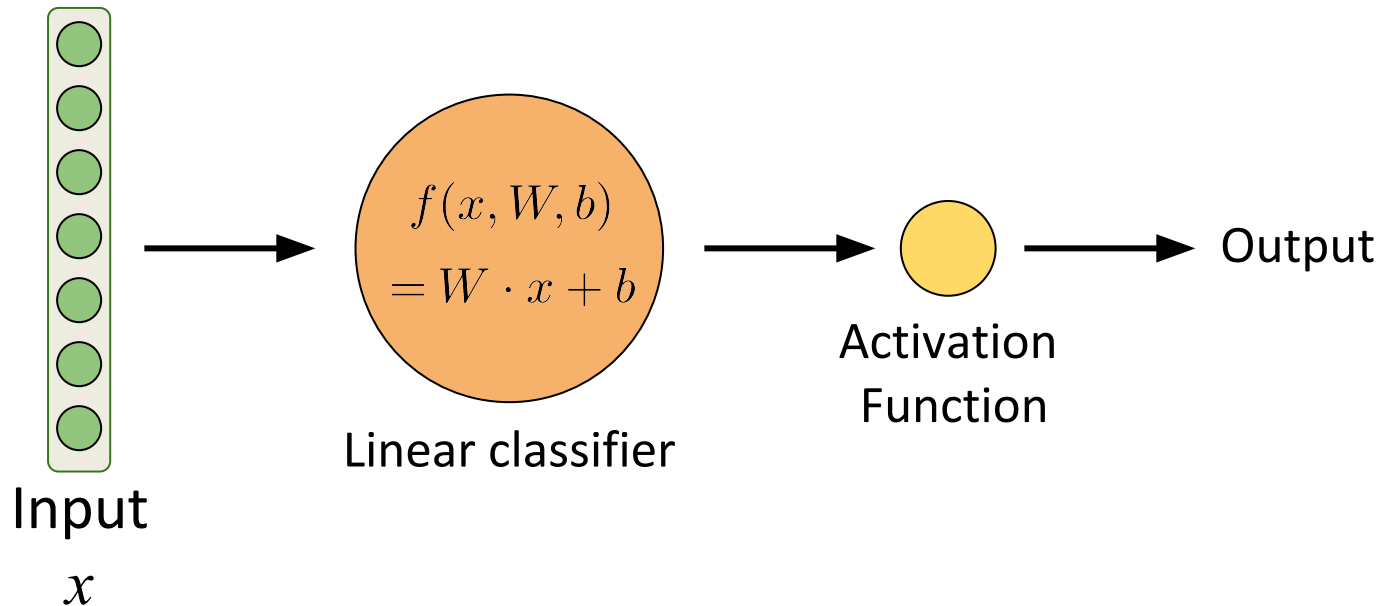 Input
x
f(x, W, b)
= W · x + b
Linear classifier
Activation
Function
Output